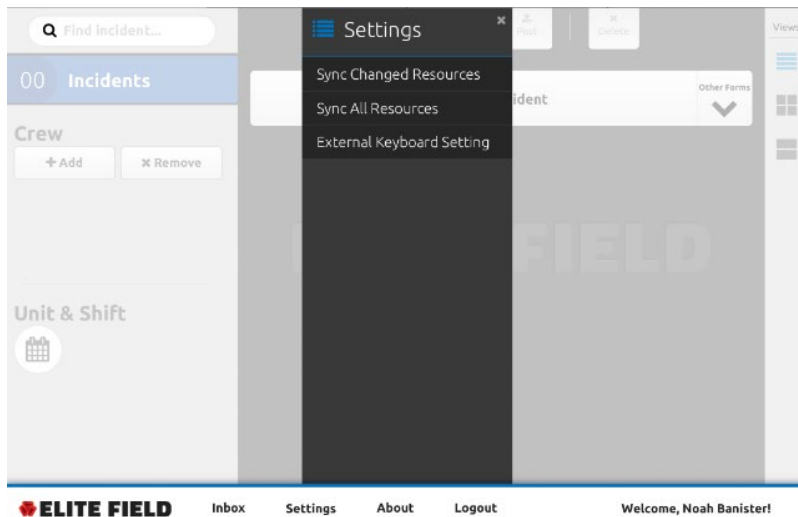 Find incident...
00 Incidents
Crew
+ Add
✖ Remove
Unit & Shift
Settings
×
Sync Changed Resources
Sync All Resources
External Keyboard Setting
Post
Delete
ident
Other Forms
Views
FIELD
ELITE FIELD
Inbox
Settings
About
Logout
Welcome, Noah Banister!